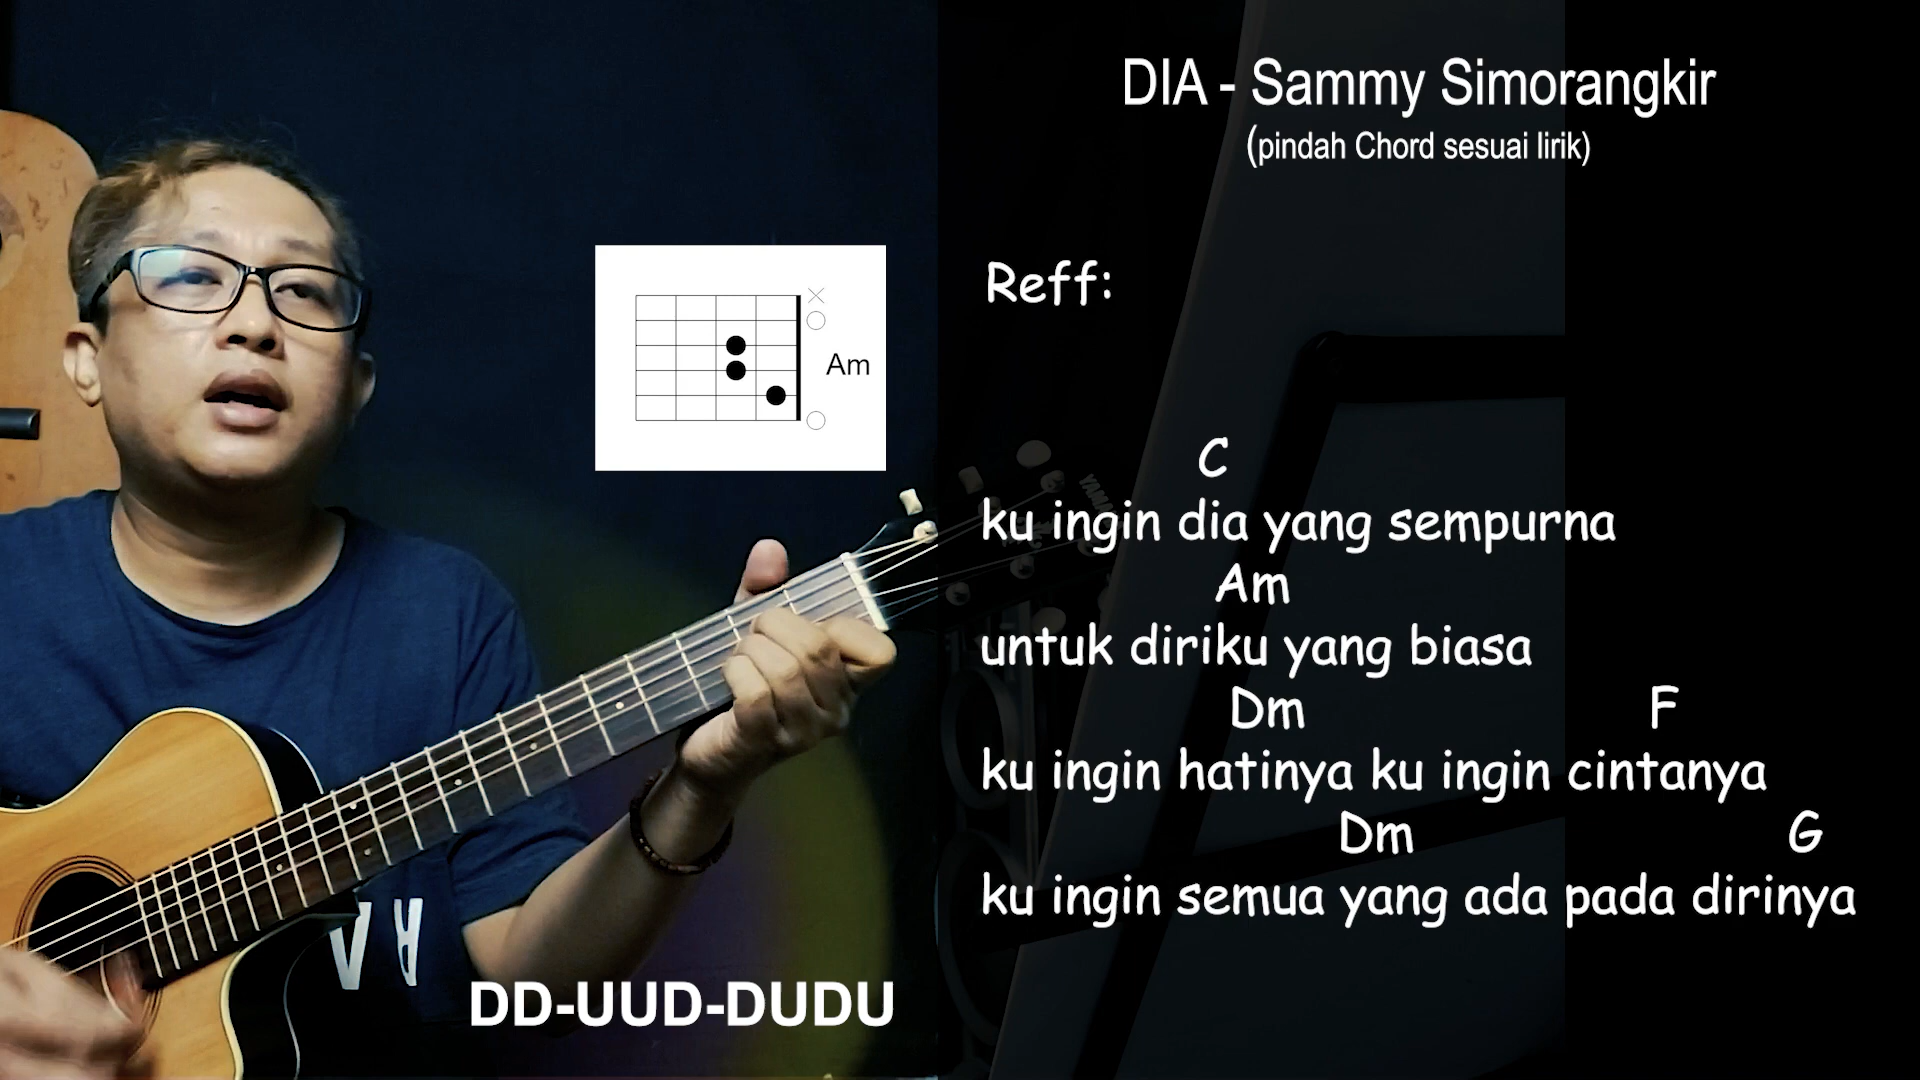 DIA - Sammy Simorangkir
(pindah Chord sesuai lirik)
Am
Reff:
C
ku ingin dia yang sempurna
Am
untuk diriku yang biasa
Dm F
ku ingin hatinya ku ingin cintanya
Dm G
ku ingin semua yang ada pada dirinya
DD-UUD-DUDU